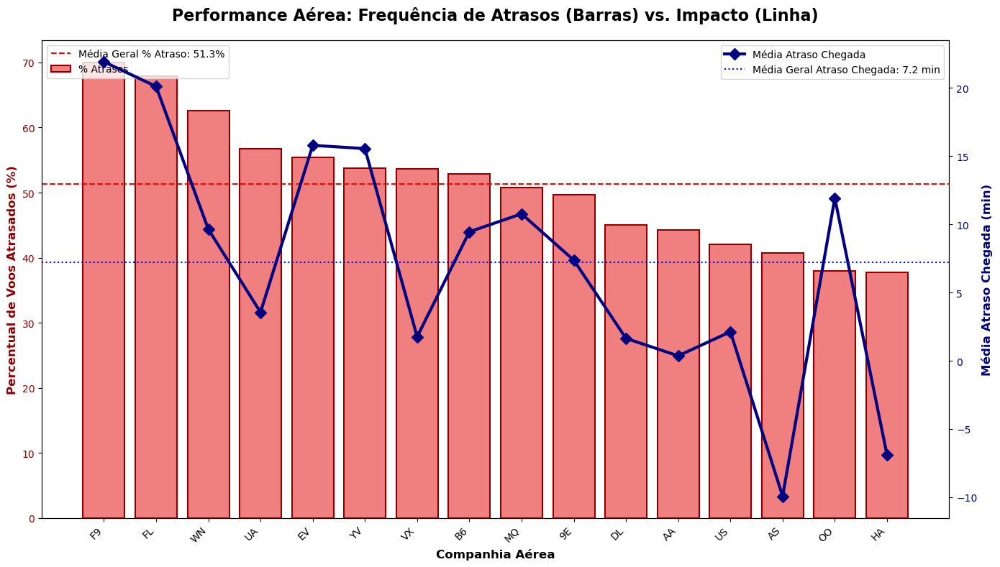 Performance Aérea: Frequência de Atrasos (Barras) vs. Impacto (Linha)
Média Geral % Atraso: 51.3%
% Atrasos
Média Atraso Chegada
Média Geral Atraso Chegada: 7.2 min
Percentual de Voos Atrasados (%)
70
60
50
40
30
20
10
0
Média Atraso Chegada (min)
20
15
10
5
0
−5
−10
F9
FL
WN
UA
EV
YV
VX
B6
MQ
9E
DL
AA
US
AS
OO
HA
Companhia Aérea